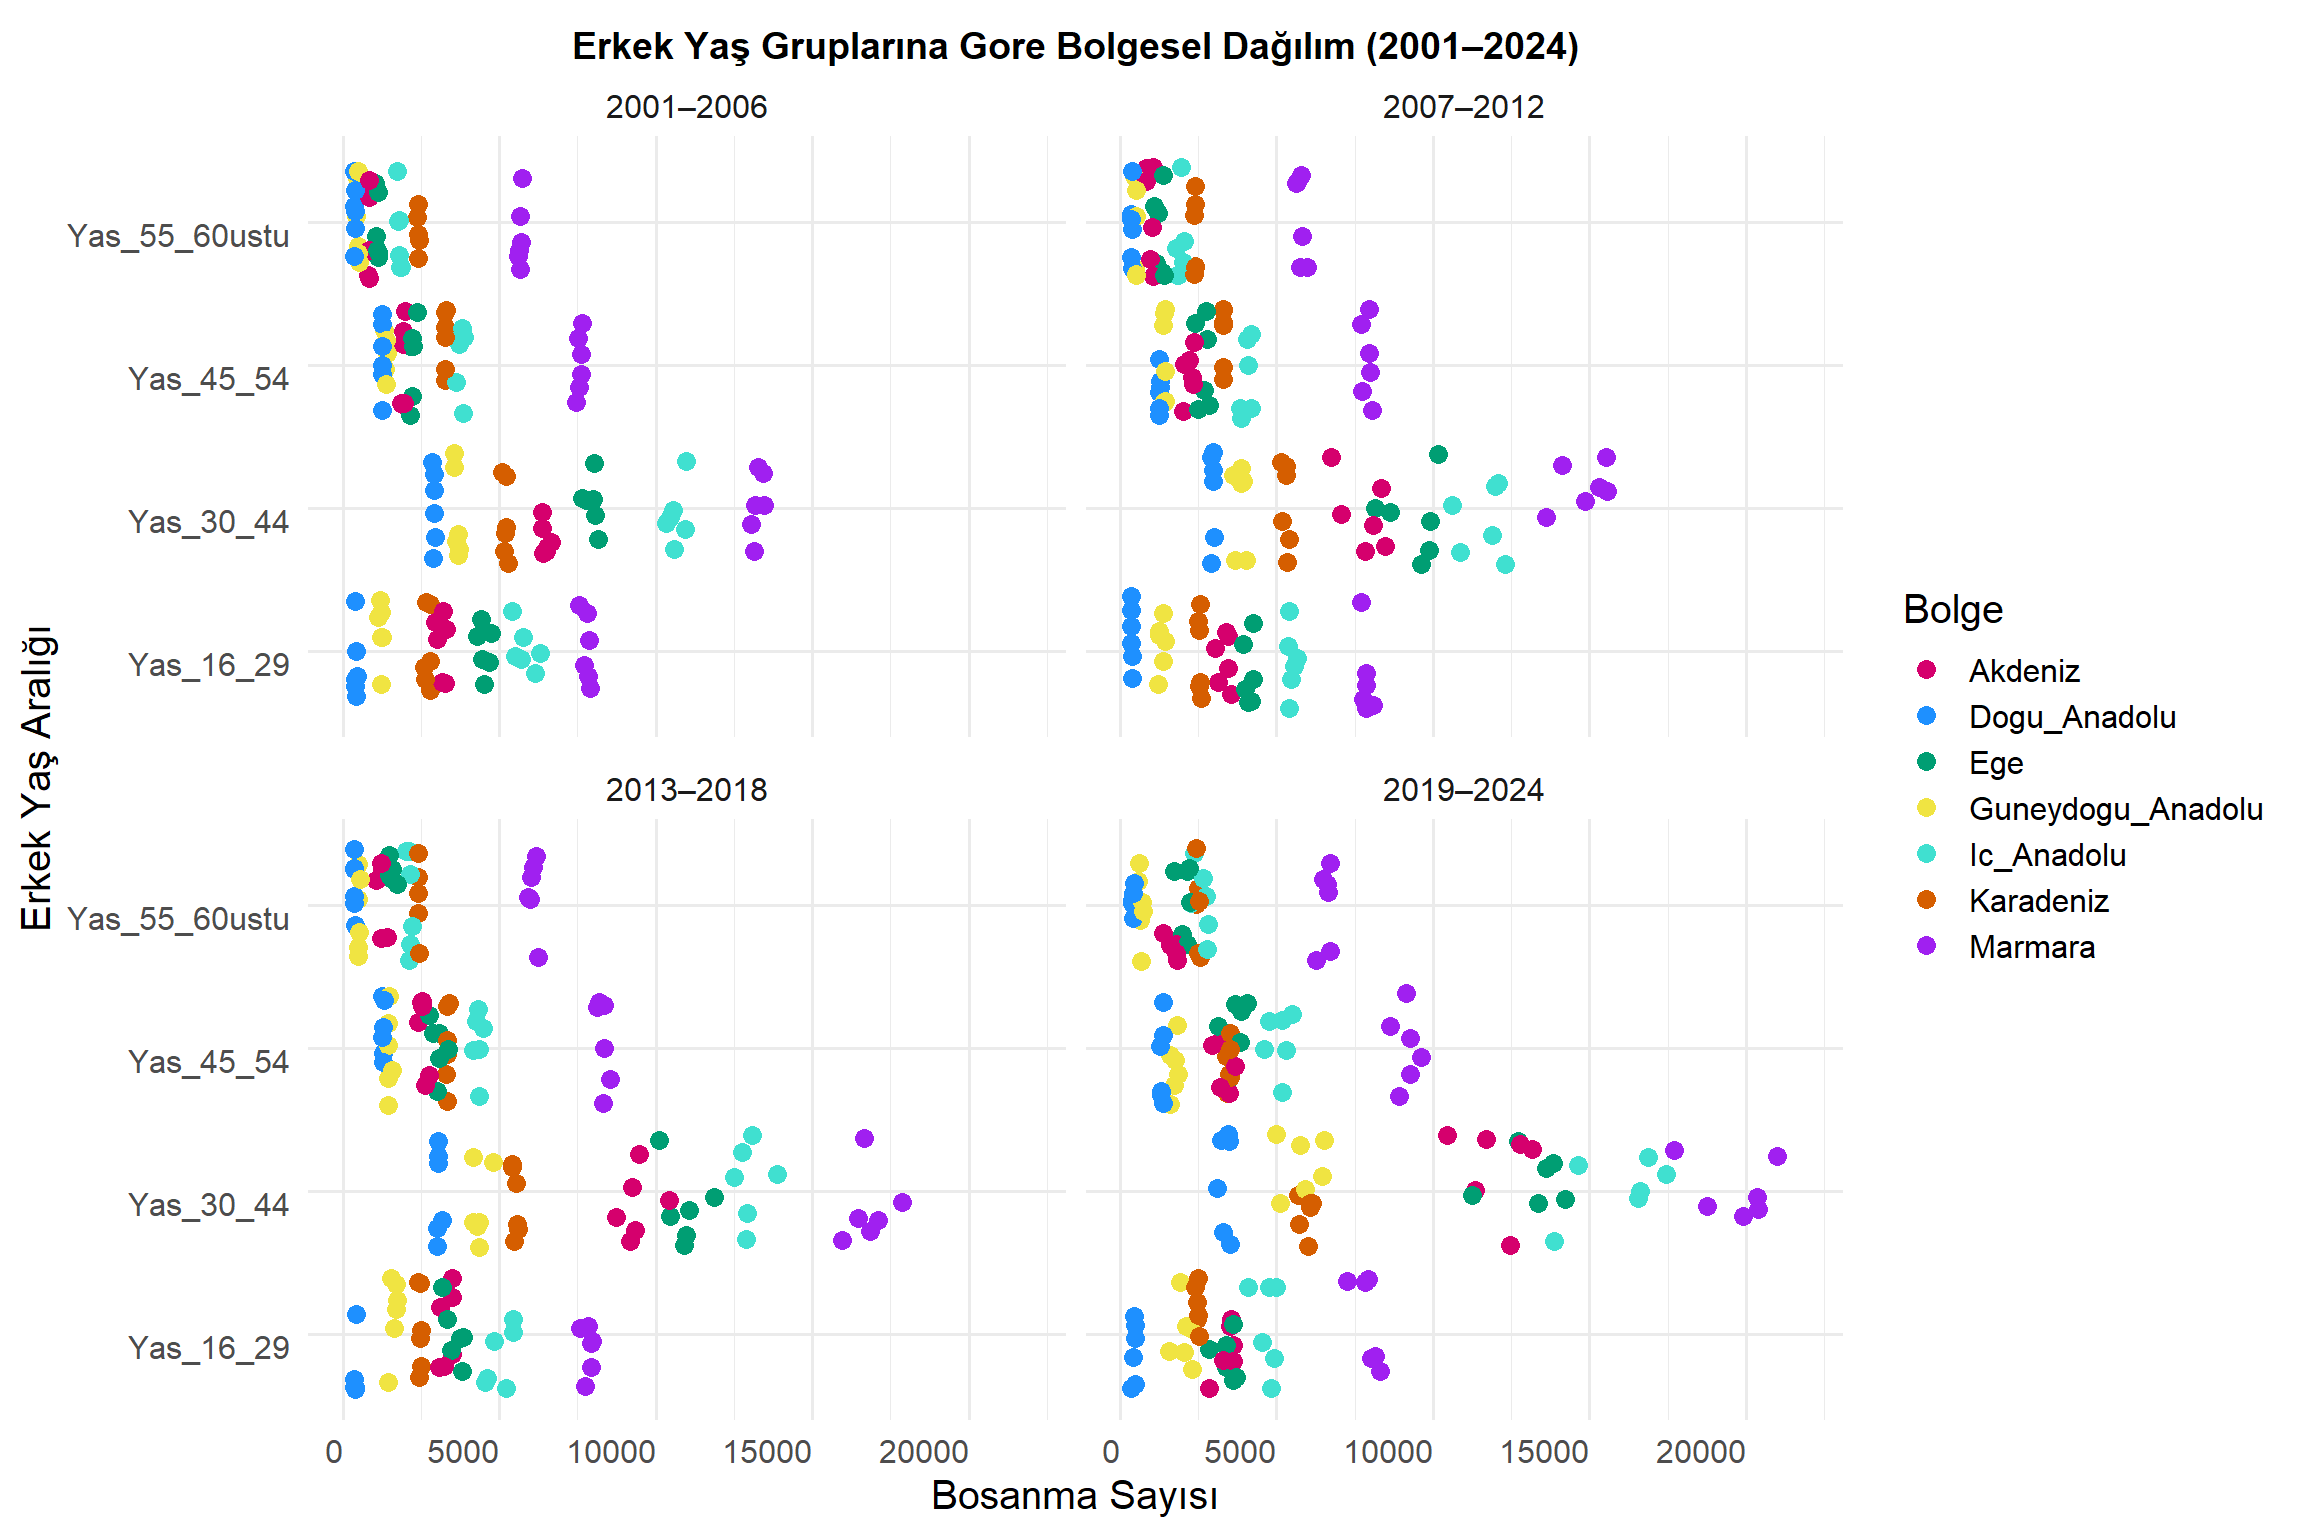 Erkek Yaş Gruplarına Gore Bolgesel Dağılım (2001–2024)
2001–2006
2007–2012
Yas_55_60ustu
Yas_45_54
Yas_30_44
Yas_16_29
2013–2018
2019–2024
Yas_55_60ustu
Yas_45_54
Yas_30_44
Yas_16_29
0 5000 10000 15000 20000
0 5000 10000 15000 20000
Bosanma Sayısı
Erkek Yaş Aralığı
Bolge
Akdeniz
Dogu_Anadolu
Ege
Guneydogu_Anadolu
Ic_Anadolu
Karadeniz
Marmara